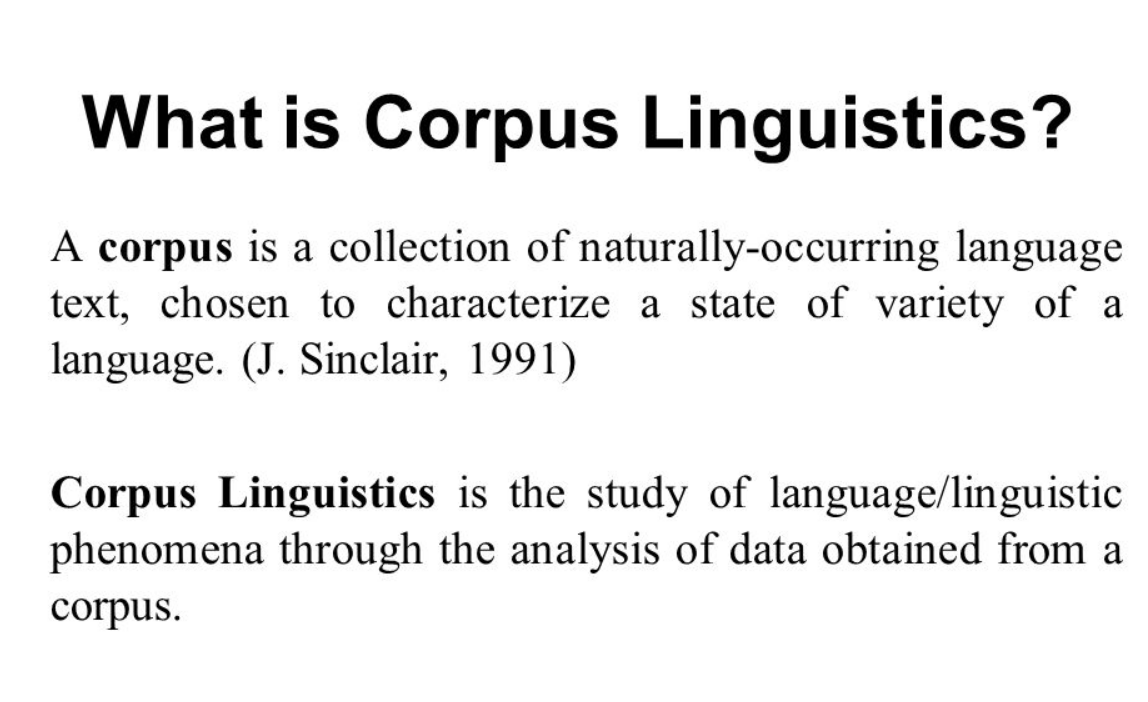 What is Corpus Linguistics?
A corpus is a collection of naturally-occurring language
text, chosen to characterize a state of variety of a
language. (J. Sinclair, 1991)
Corpus Linguistics is the study of language/linguistic
phenomena through the analysis of data obtained from a
corpus.